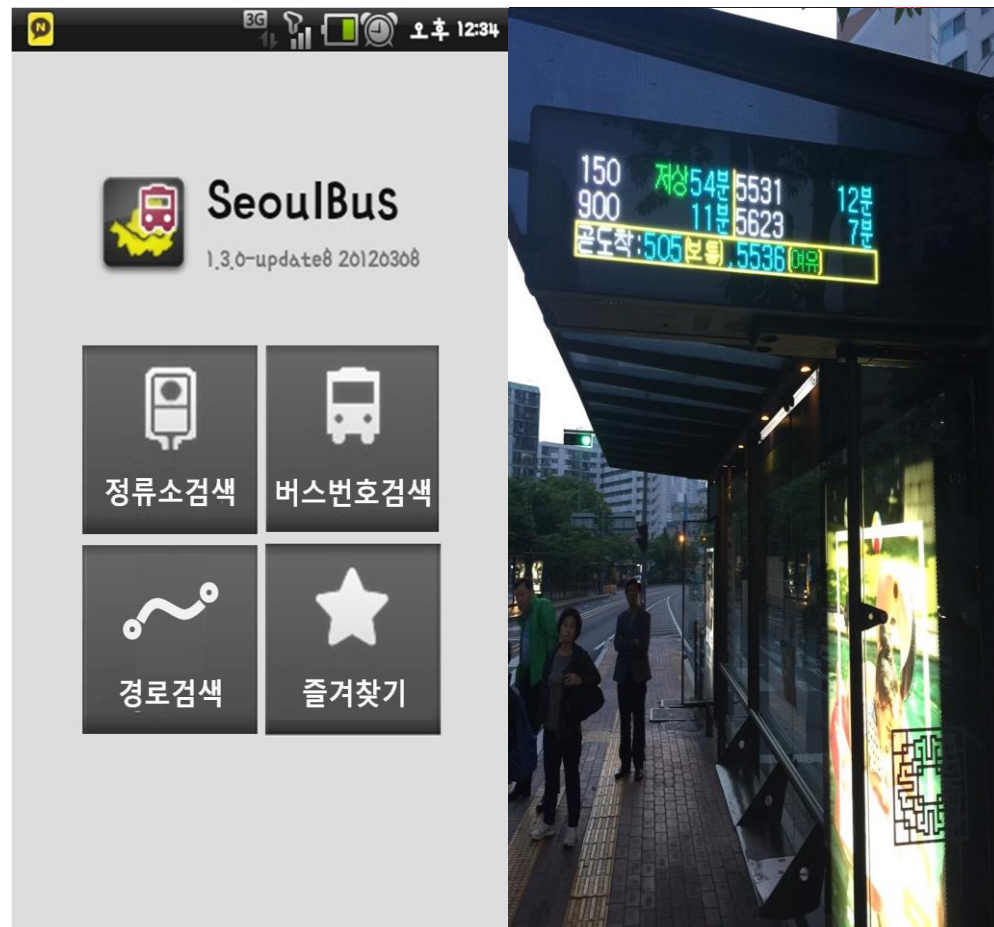 3G 오후 12:34
SeoulBus
1.3.0-update8 20120308
정류소검색
버스번호검색
경로검색
즐겨찾기
150 저상54분 5531 12분
900 11분 5623 7분
곧도착:505(보통),5536(여유)